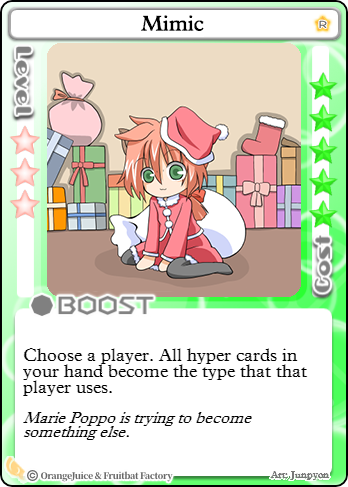 Mimic
R
Level
Cost
BOOST
Choose a player. All hyper cards in
your hand become the type that that
player uses.
Marie Poppo is trying to become
something else.
© OrangeJuice & Fruitbat Factory
Art: Junpyon